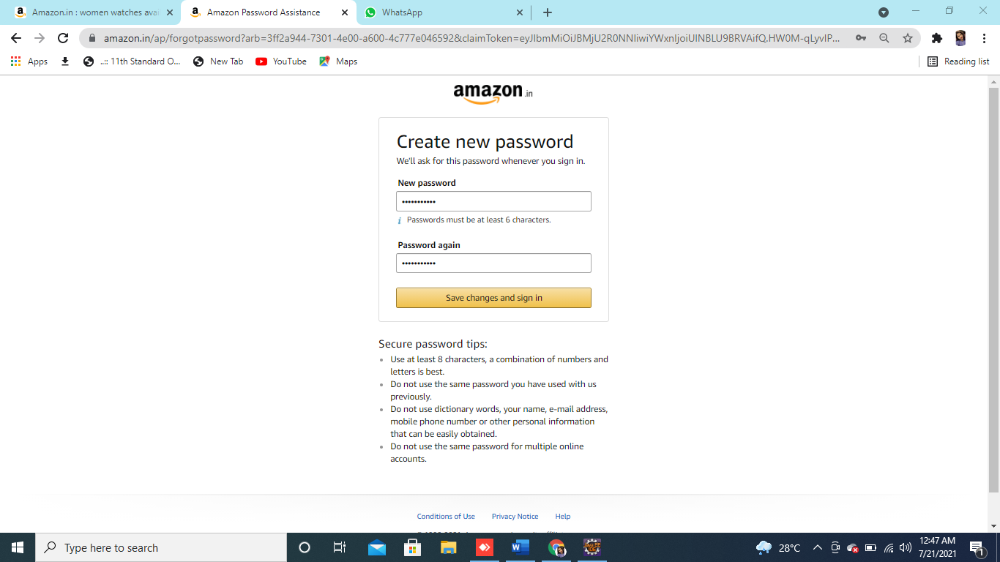 Amazon.in : women watches avai
Amazon Password Assistance
WhatsApp
amazon.in/ap/forgotpassword?arb=3ff2a944-7301-4e00-a600-4c777e046592&claimToken=eyJlbmMiOiJBMjU2R0NNIiwiYWxnIjoiUlNBLU9BRVAifQ.HW0M-qLyvIP...
Apps
..:: 11th Standard O...
New Tab
YouTube
Maps
Reading list
amazon.in
Create new password
We'll ask for this password whenever you sign in.
New password
•••••••••••
i Passwords must be at least 6 characters.
Password again
•••••••••••
Save changes and sign in
Secure password tips:
• Use at least 8 characters, a combination of numbers and
letters is best.
• Do not use the same password you have used with us
previously.
• Do not use dictionary words, your name, e-mail address,
mobile phone number or other personal information
that can be easily obtained.
• Do not use the same password for multiple online
accounts.
Conditions of Use Privacy Notice Help
Type here to search
28°C
12:47 AM
7/21/2021
1